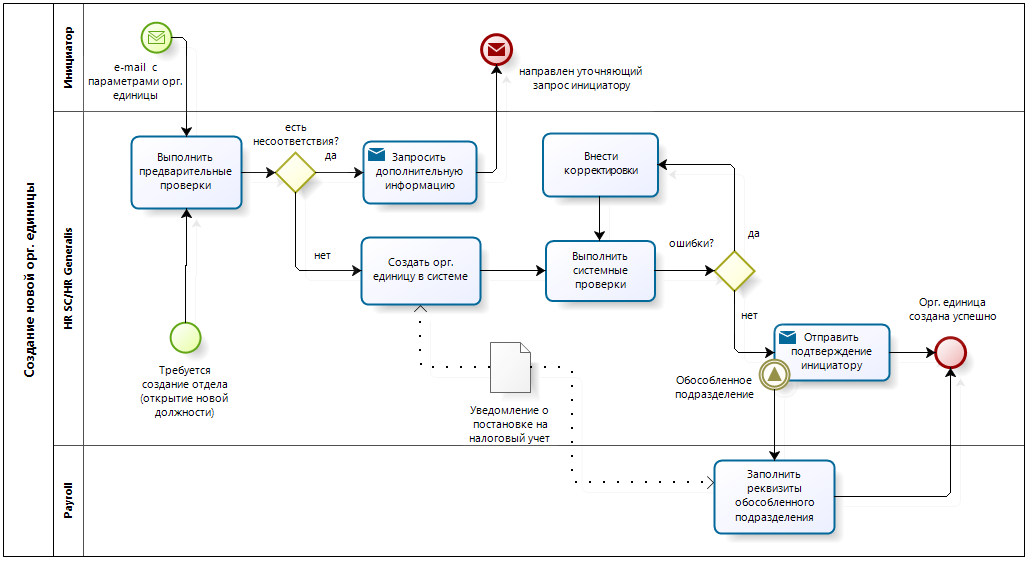 Создание новой орг. единицы
Инициатор
e-mail с
параметрами орг.
единицы
направлен уточняющий
запрос инициатору
HR SC/HR Generalis
Выполнить
предварительные
проверки
есть
несоответствия?
да
Запросить
дополнительную
информацию
Внести
корректировки
нет
Создать орг.
единицу в системе
Выполнить
системные
проверки
ошибки?
да
нет
Орг. единица
создана успешно
Отправить
подтверждение
инициатору
Обособленное
подразделение
Требуется
создание отдела
(открытие новой
должности)
Уведомление о
постановке на
налоговый учет
Payroll
Заполнить
реквизиты
обособленного
подразделения